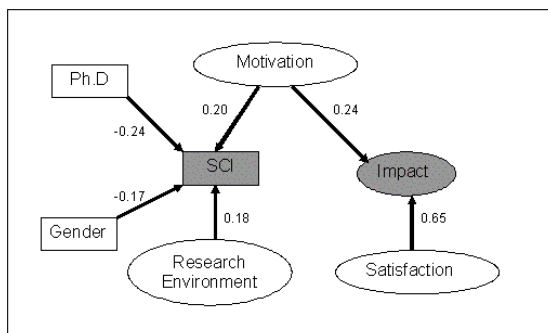 Motivation
Ph.D
0.20
0.24
-0.24
SCI
Impact
-0.17
Gender
0.18
0.65
Research
Environment
Satisfaction